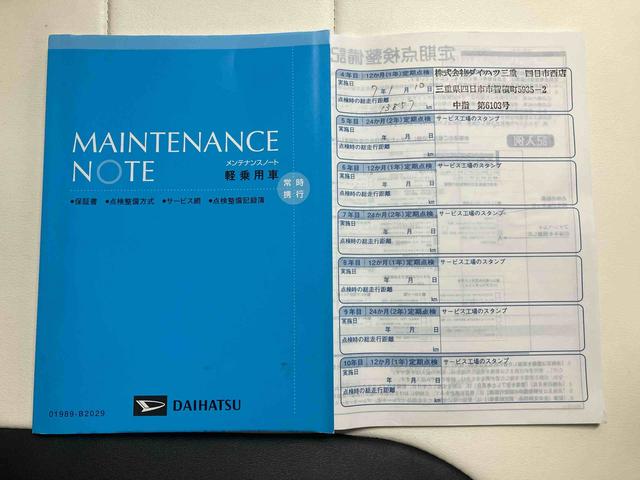 MAINTENANCE
NOTE
メンテナンスノート
軽乗用車
常時
携行
●保証書 ●点検整備方式 ●サービス網 ●点検整備記録簿
DAIHATSU
01989-B2029
定期点検整備記
4年目 12か月(1年)定期点検
実施日 7年 1月 10日
点検時の総走行距離 13857 km
株式会社ダイハツ三重 四日市西店
三重県四日市市智積町5935-2
中指 第6103号
5年目 24か月(2年)定期点検 サービス工場のスタンプ
実施日
年 月 日
点検時の総走行距離
km
6年目 12か月(1年)定期点検 サービス工場のスタンプ
実施日
年 月 日
点検時の総走行距離
km
7年目 24か月(2年)定期点検 サービス工場のスタンプ
実施日
年 月 日
点検時の総走行距離
km
8年目 12か月(1年)定期点検 サービス工場のスタンプ
実施日
年 月 日
点検時の総走行距離
km
9年目 24か月(2年)定期点検 サービス工場のスタンプ
実施日
年 月 日
点検時の総走行距離
km
10年目 12か月(1年)定期点検 サービス工場のスタンプ
実施日
年 月 日
点検時の総走行距離
km
記入例